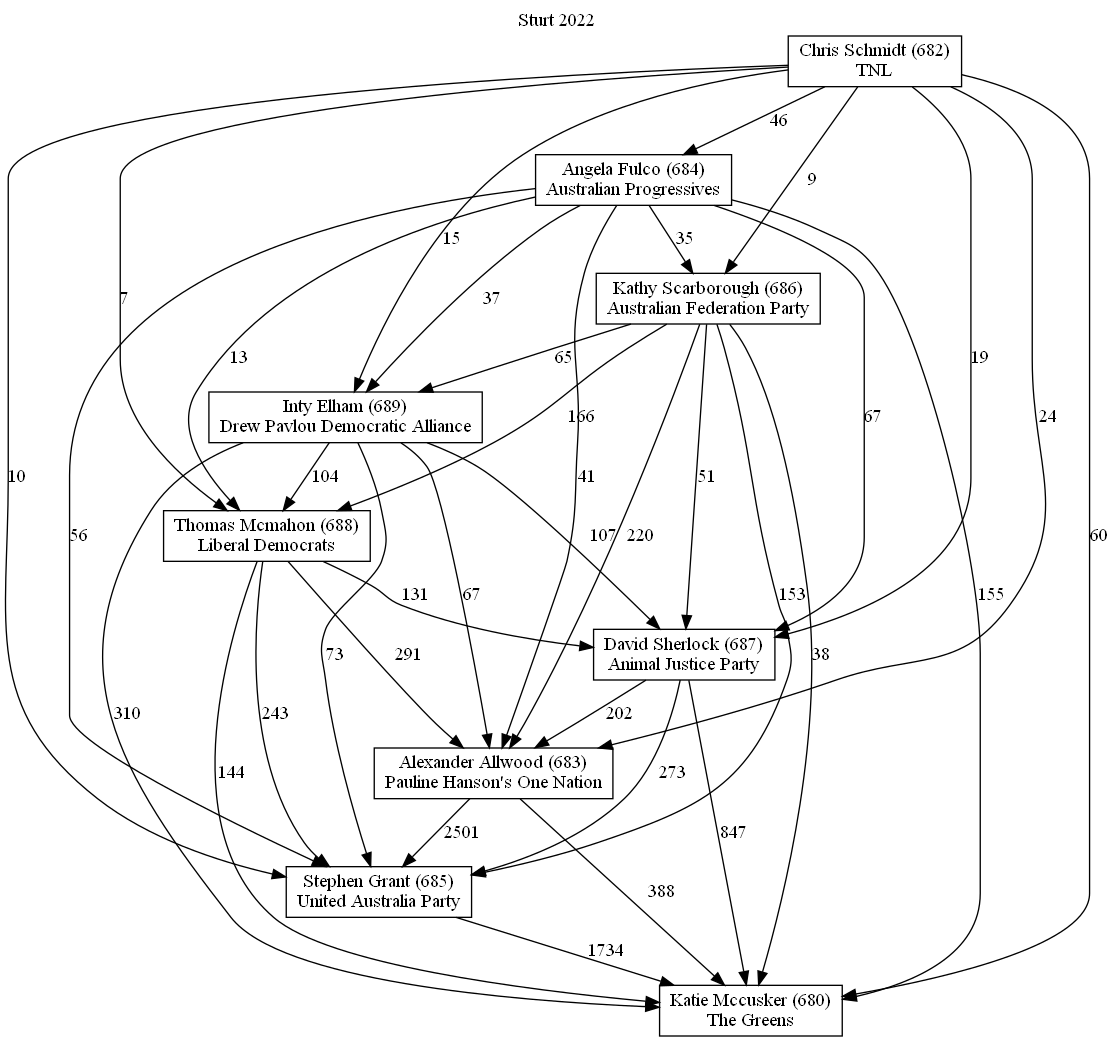 Sturt 2022
Chris Schmidt (682)
TNL
46
Angela Fulco (684)
Australian Progressives
9
15
35
Kathy Scarborough (686)
Australian Federation Party
7
37
13
65
19
Inty Elham (689)
Drew Pavlou Democratic Alliance
166
67
24
10
104
41
51
Thomas Mcmahon (688)
Liberal Democrats
56
107
220
60
131
67
153
155
David Sherlock (687)
Animal Justice Party
73
291
38
310
243
202
Alexander Allwood (683)
Pauline Hanson's One Nation
144
273
2501
847
Stephen Grant (685)
United Australia Party
388
1734
Katie Mccusker (680)
The Greens